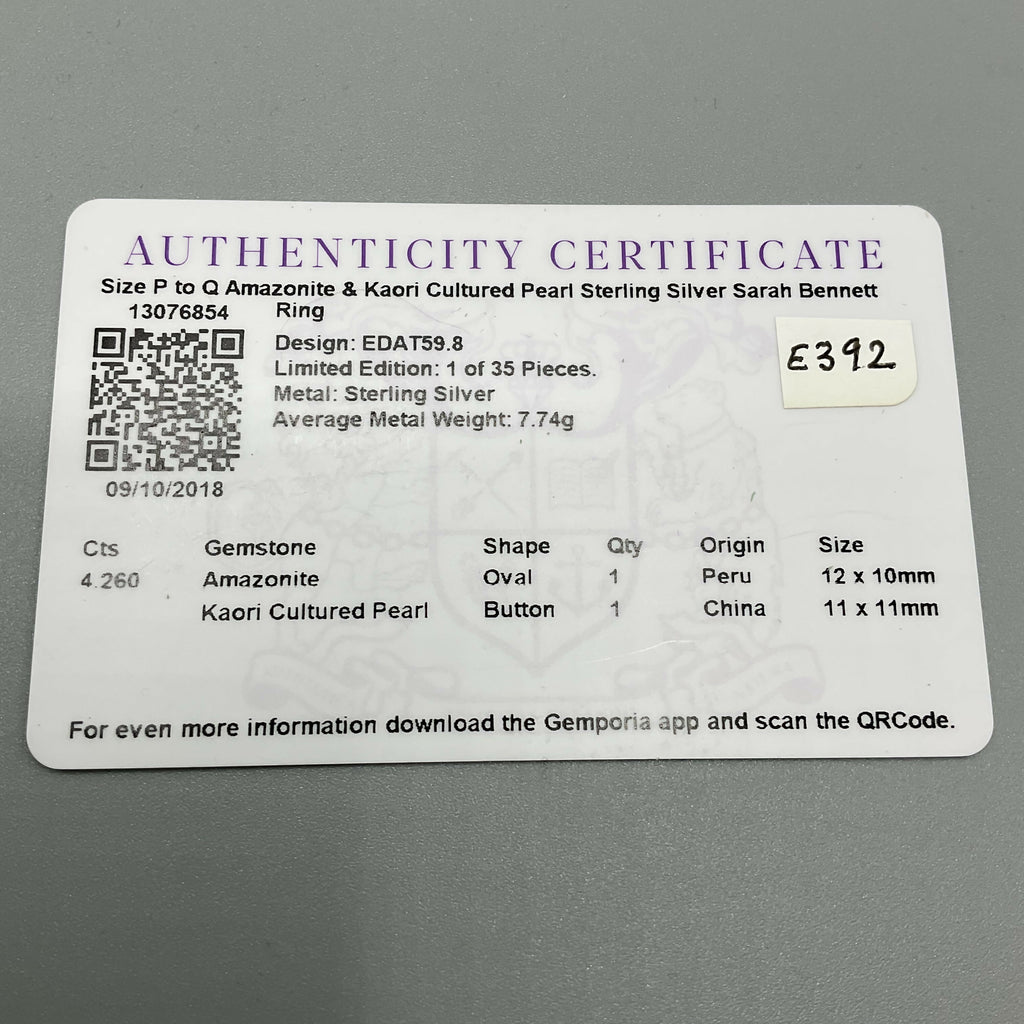 AUTHENTICITY CERTIFICATE
Size P to Q Amazonite & Kaori Cultured Pearl Sterling Silver Sarah Bennett
13076854 Ring
Design: EDAT59.8
Limited Edition: 1 of 35 Pieces.
Metal: Sterling Silver
Average Metal Weight: 7.74g
E392
09/10/2018
Cts Gemstone Shape Qty Origin Size
4.260 Amazonite Oval 1 Peru 12 x 10mm
Kaori Cultured Pearl Button 1 China 11 x 11mm
For even more information download the Gemporia app and scan the QRCode.